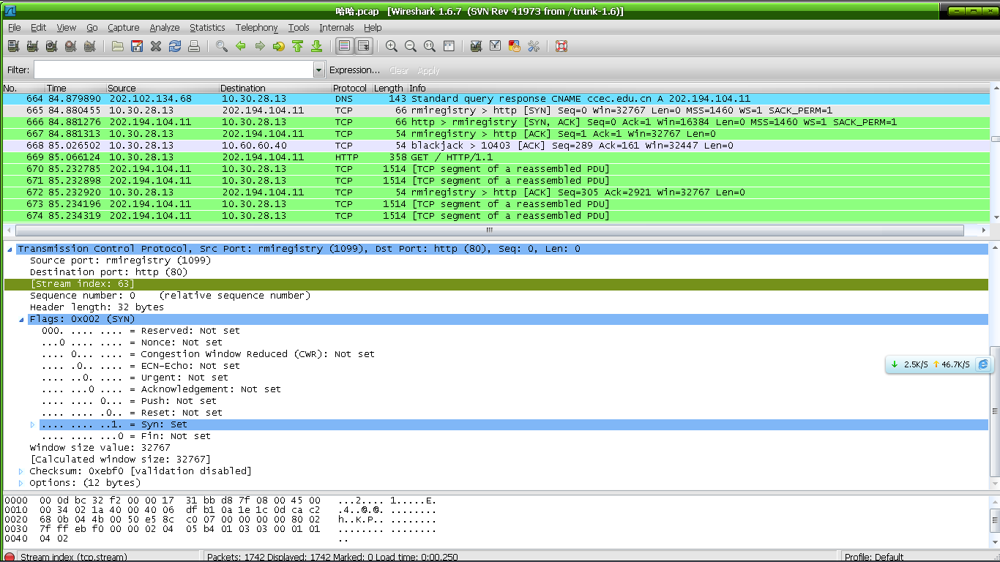 哈哈.pcap [Wireshark 1.6.7 (SVN Rev 41973 from /trunk-1.6)]
File Edit View Go Capture Analyze Statistics Telephony Tools Internals Help
Filter: Expression... Clear Apply
No. Time Source Destination Protocol Length Info
664 84.879890 202.102.134.68 10.30.28.13 DNS 143 Standard query response CNAME ccec.edu.cn A 202.194.104.11
665 84.880455 10.30.28.13 202.194.104.11 TCP 66 rmiregistry > http [SYN] Seq=0 Win=32767 Len=0 MSS=1460 WS=1 SACK_PERM=1
666 84.881276 202.194.104.11 10.30.28.13 TCP 66 http > rmiregistry [SYN, ACK] Seq=0 Ack=1 Win=16384 Len=0 MSS=1460 WS=1 SACK_PERM=1
667 84.881313 10.30.28.13 202.194.104.11 TCP 54 rmiregistry > http [ACK] Seq=1 Ack=1 Win=32767 Len=0
668 85.026502 10.30.28.13 10.60.60.40 TCP 54 blackjack > 10403 [ACK] Seq=289 Ack=161 Win=32447 Len=0
669 85.066124 10.30.28.13 202.194.104.11 HTTP 358 GET / HTTP/1.1
670 85.232785 202.194.104.11 10.30.28.13 TCP 1514 [TCP segment of a reassembled PDU]
671 85.232898 202.194.104.11 10.30.28.13 TCP 1514 [TCP segment of a reassembled PDU]
672 85.232920 10.30.28.13 202.194.104.11 TCP 54 rmiregistry > http [ACK] Seq=305 Ack=2921 Win=32767 Len=0
673 85.234196 202.194.104.11 10.30.28.13 TCP 1514 [TCP segment of a reassembled PDU]
674 85.234319 202.194.104.11 10.30.28.13 TCP 1514 [TCP segment of a reassembled PDU]
Transmission Control Protocol, Src Port: rmiregistry (1099), Dst Port: http (80), Seq: 0, Len: 0
Source port: rmiregistry (1099)
Destination port: http (80)
[Stream index: 63]
Sequence number: 0 (relative sequence number)
Header length: 32 bytes
Flags: 0x002 (SYN)
000. .... .... = Reserved: Not set
...0 .... .... = Nonce: Not set
.... 0... .... = Congestion Window Reduced (CWR): Not set
.... .0.. .... = ECN-Echo: Not set
.... ..0. .... = Urgent: Not set
.... ...0 .... = Acknowledgement: Not set
.... .... 0... = Push: Not set
.... .... .0.. = Reset: Not set
.... .... ..1. = Syn: Set
.... .... ...0 = Fin: Not set
Window size value: 32767
[Calculated window size: 32767]
Checksum: 0xebf0 [validation disabled]
Options: (12 bytes)
2.5K/S 46.7K/S
0000 00 0d bc 32 f2 00 00 17 31 bb d8 7f 08 00 45 00 ...2.... 1.....E.
0010 00 34 02 1a 40 00 40 06 df b1 0a 1e 1c 0d ca c2 .4..@.@. ........
0020 68 0b 04 4b 00 50 e5 8c c0 07 00 00 00 00 80 02 h..K.P.. ........
0030 7f ff eb f0 00 00 02 04 05 b4 01 03 03 00 01 01 ........ ........
0040 04 02 ..
Stream index (tcp.stream) Packets: 1742 Displayed: 1742 Marked: 0 Load time: 0:00.250 Profile: Default